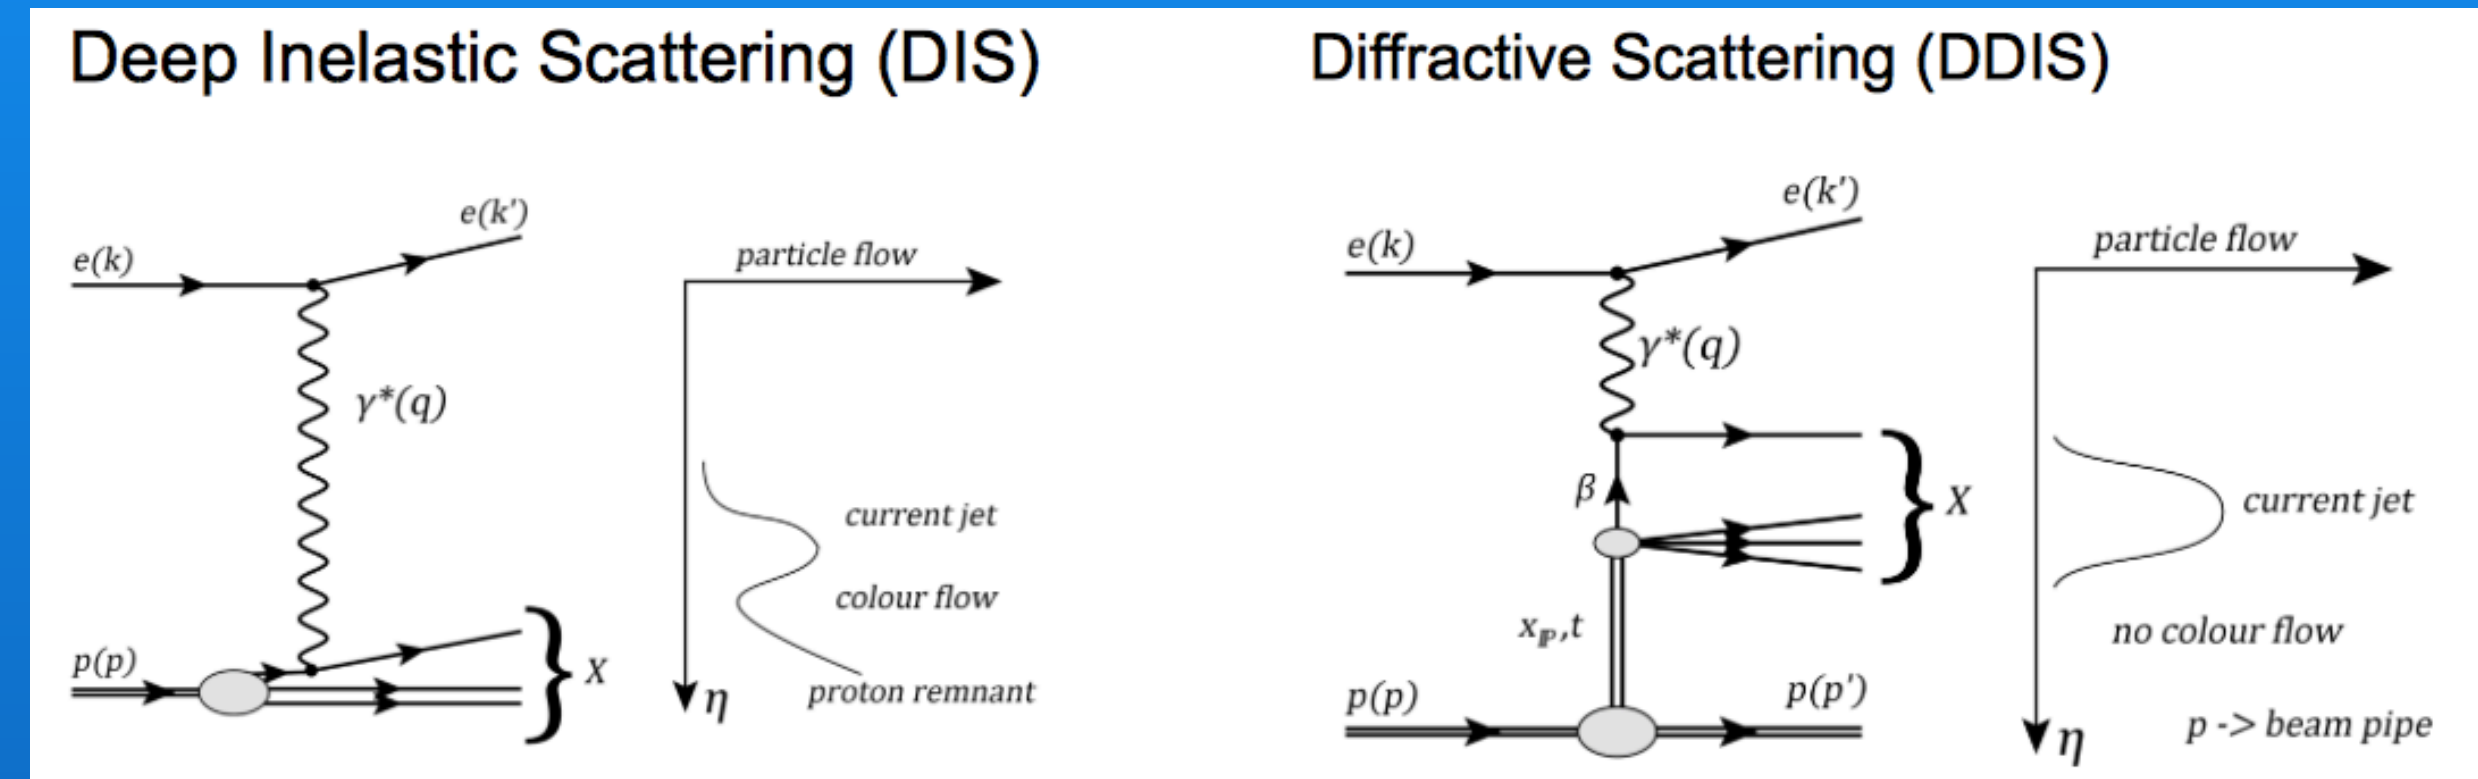 Deep Inelastic Scattering (DIS)
e(k')
e(k)
particle flow
γ*(q)
current jet
colour flow
p(p)
X
proton remnant
η
Diffractive Scattering (DDIS)
e(k')
e(k)
particle flow
γ*(q)
β
X
current jet
x_ℙ,t
no colour flow
p(p)
p(p')
p -> beam pipe
η